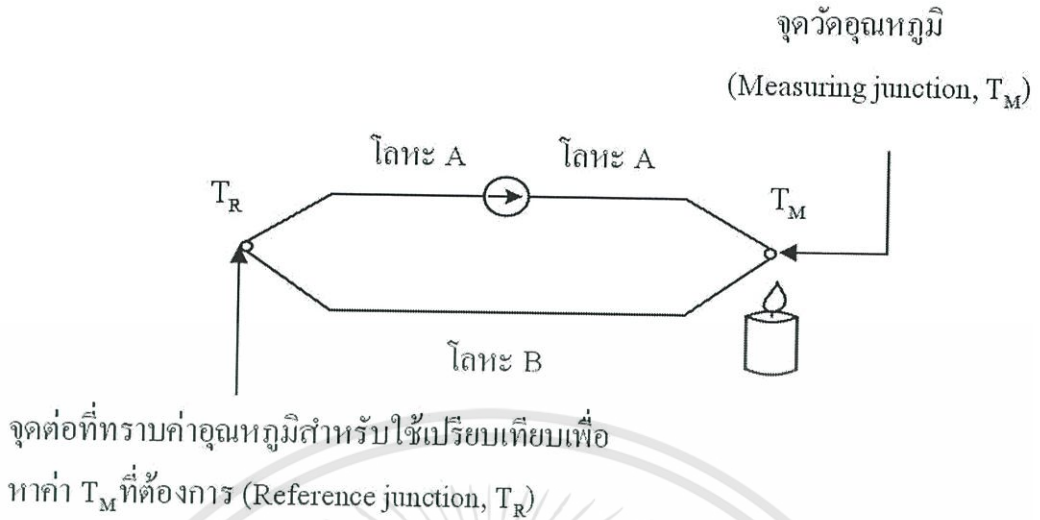 จุดวัดอุณหภูมิ
(Measuring junction, T_M)
โลหะ A
โลหะ A
T_R
T_M
โลหะ B
จุดต่อที่ทราบค่าอุณหภูมิสำหรับใช้เปรียบเทียบเพื่อ
หาค่า T_M ที่ต้องการ (Reference junction, T_R)